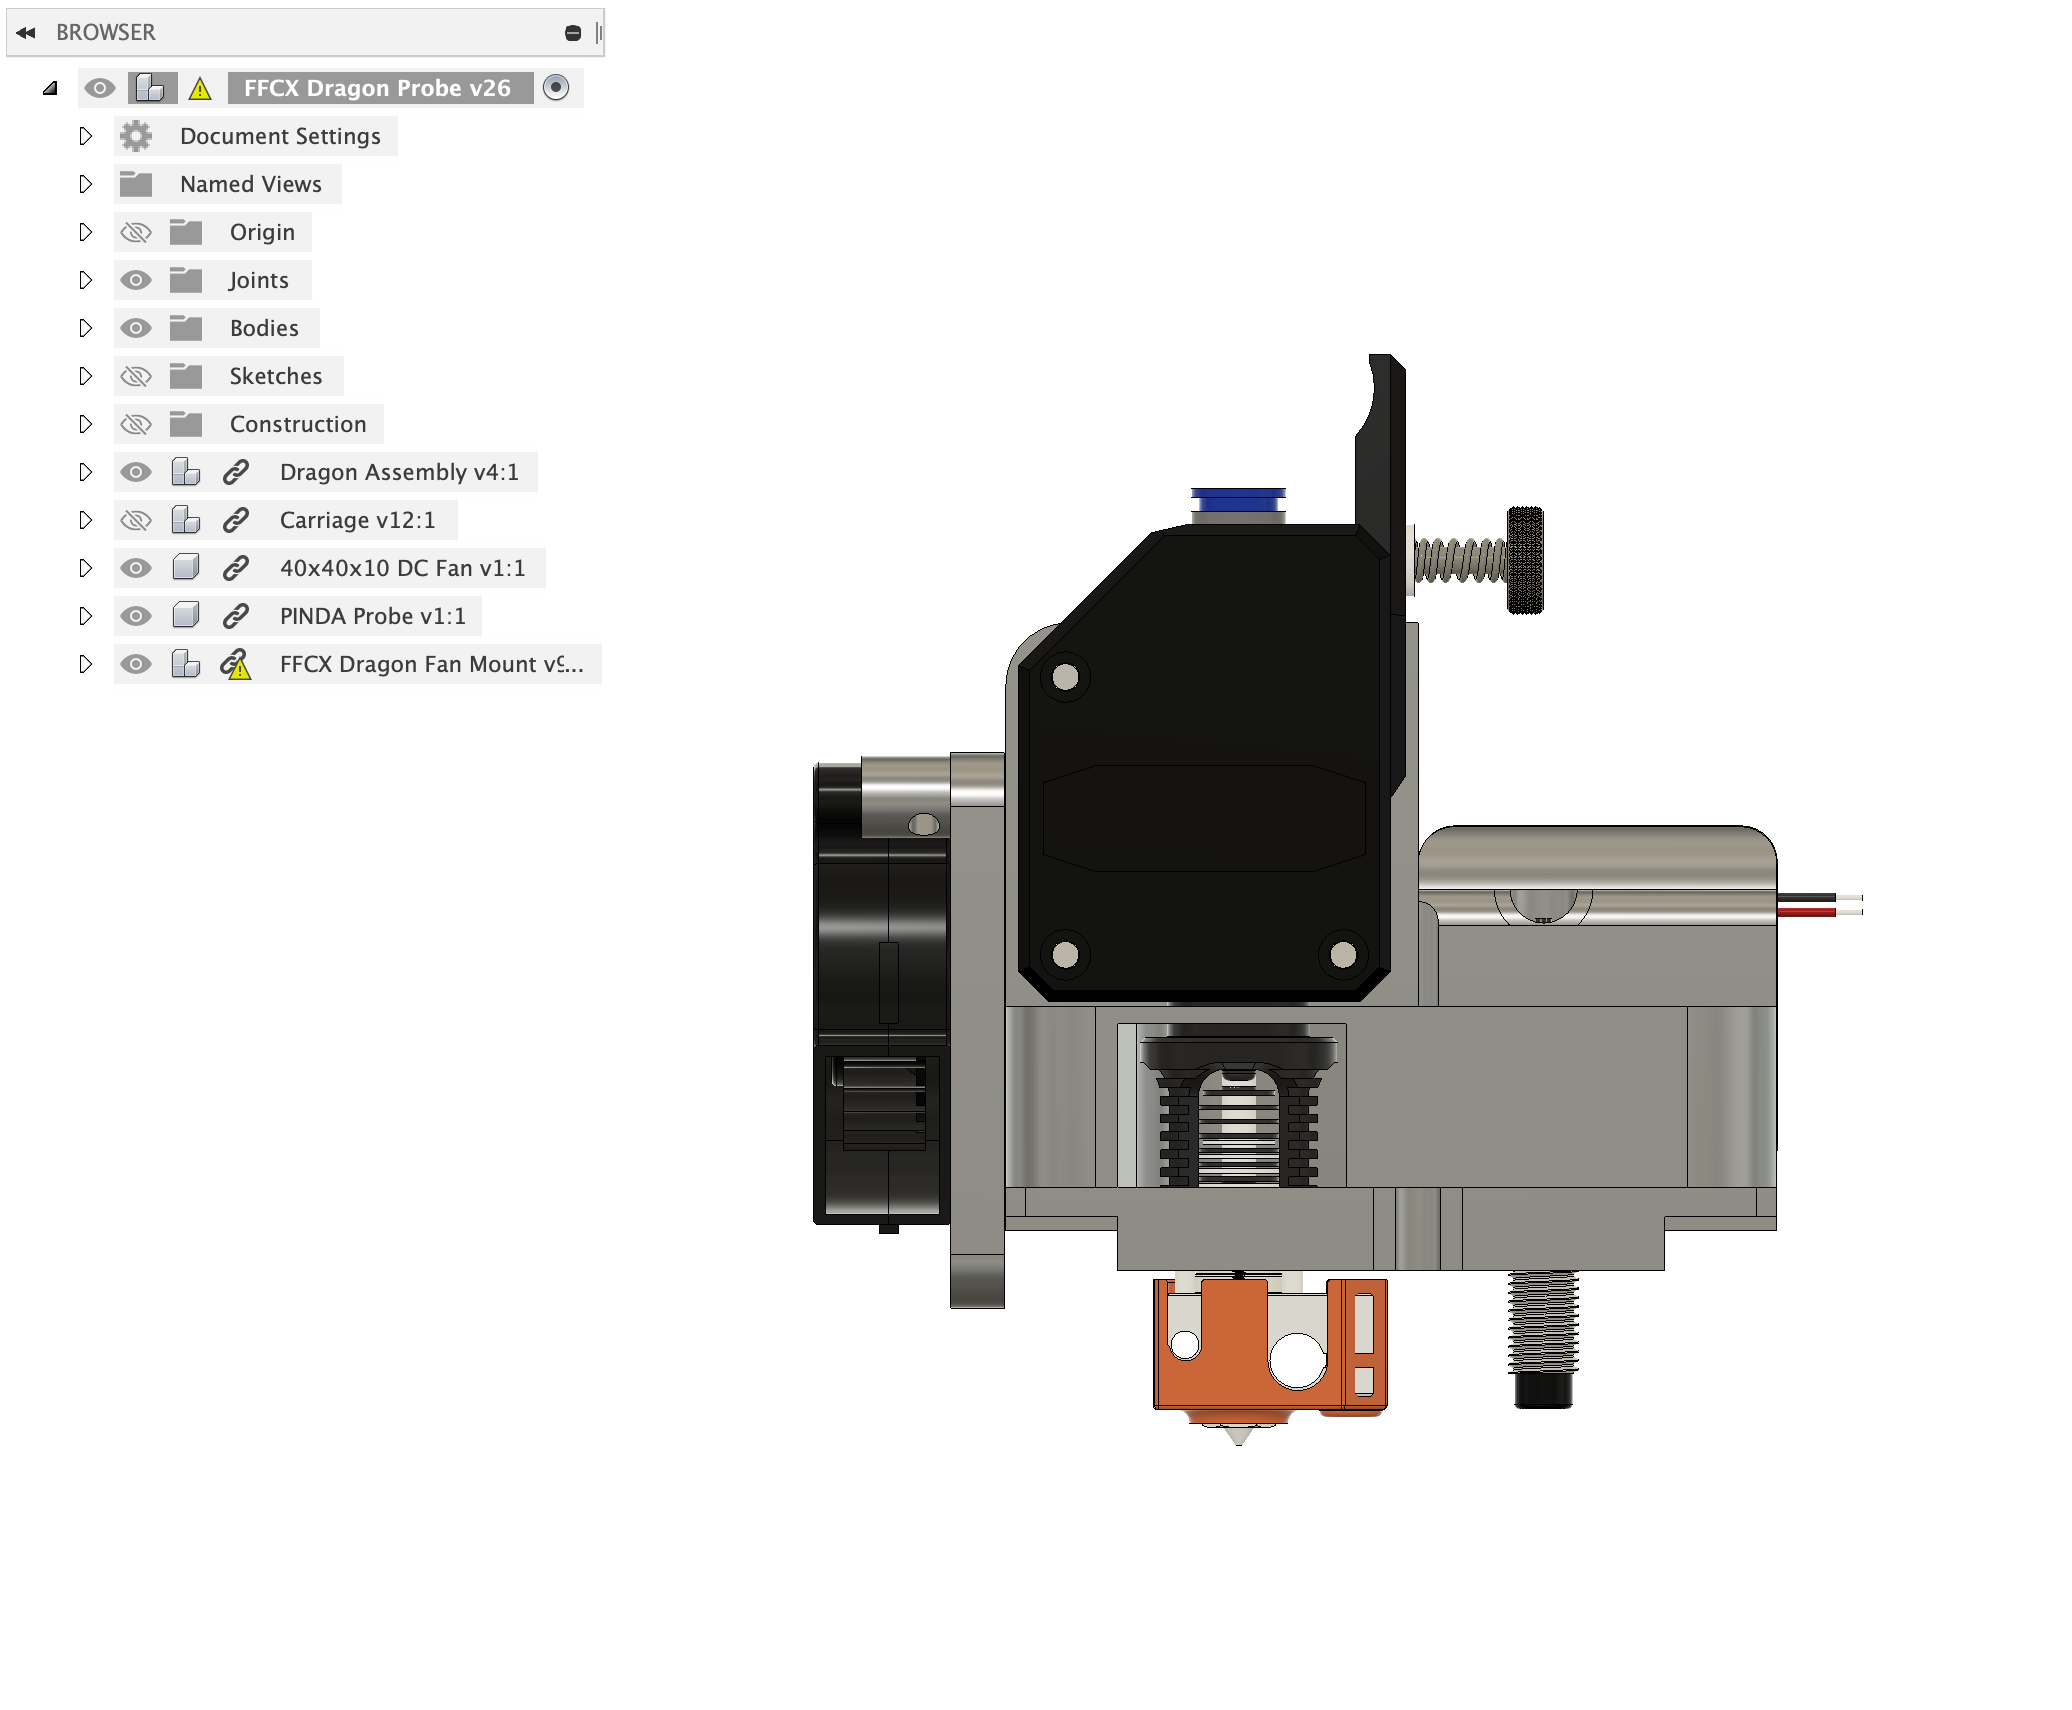 BROWSER
FFCX Dragon Probe v26
Document Settings
Named Views
Origin
Joints
Bodies
Sketches
Construction
Dragon Assembly v4:1
Carriage v12:1
40x40x10 DC Fan v1:1
PINDA Probe v1:1
FFCX Dragon Fan Mount v9...